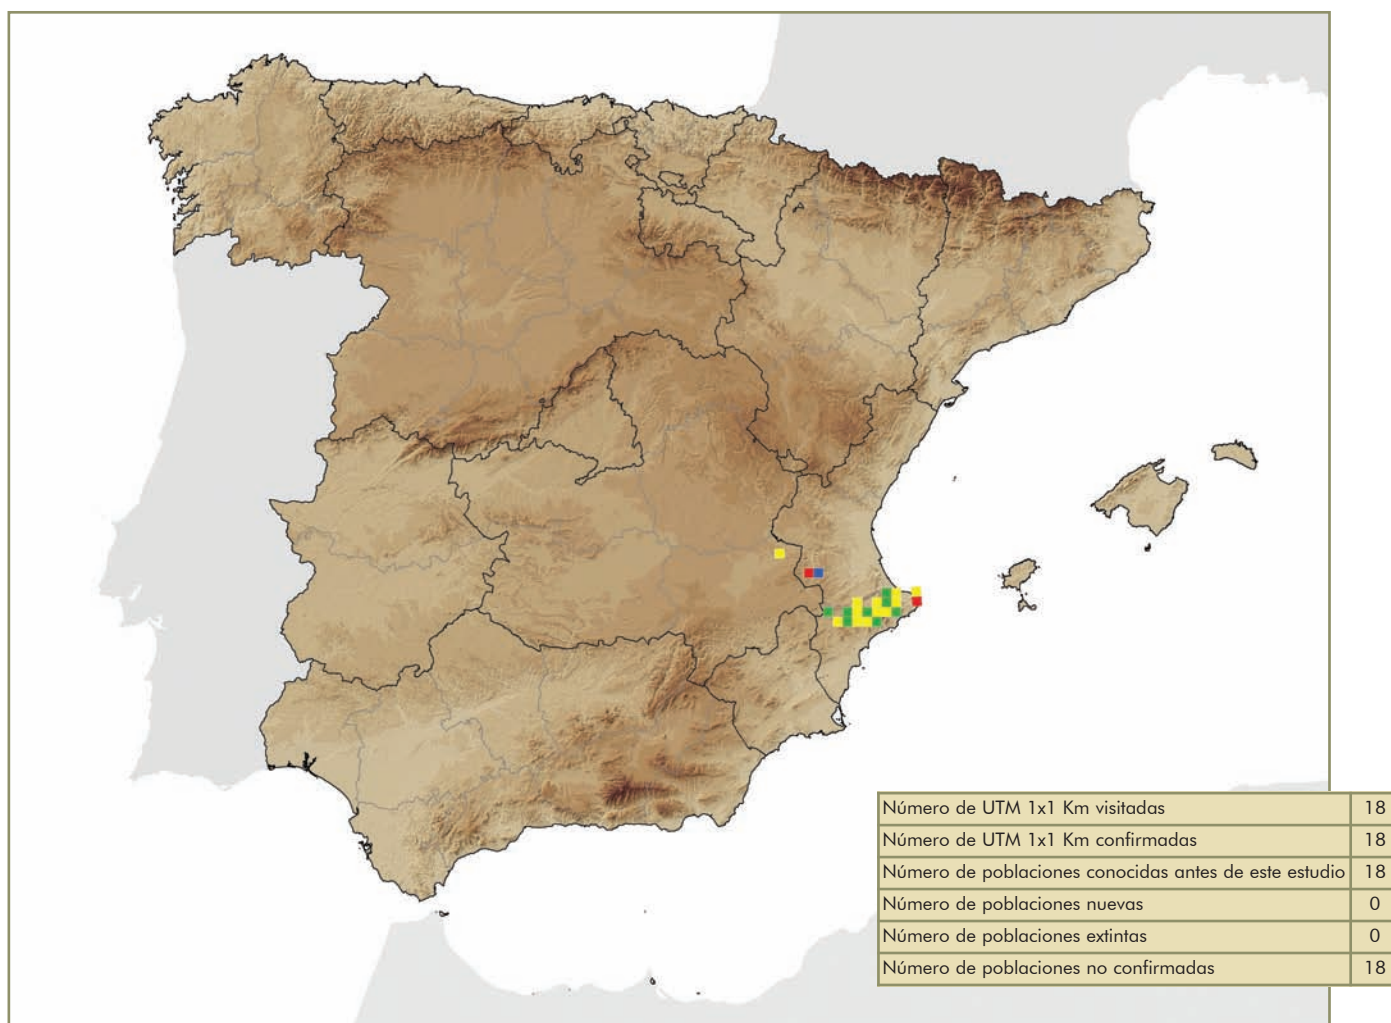 Número de UTM 1x1 Km visitadas 18
Número de UTM 1x1 Km confirmadas 18
Número de poblaciones conocidas antes de este estudio 18
Número de poblaciones nuevas 0
Número de poblaciones extintas 0
Número de poblaciones no confirmadas 18